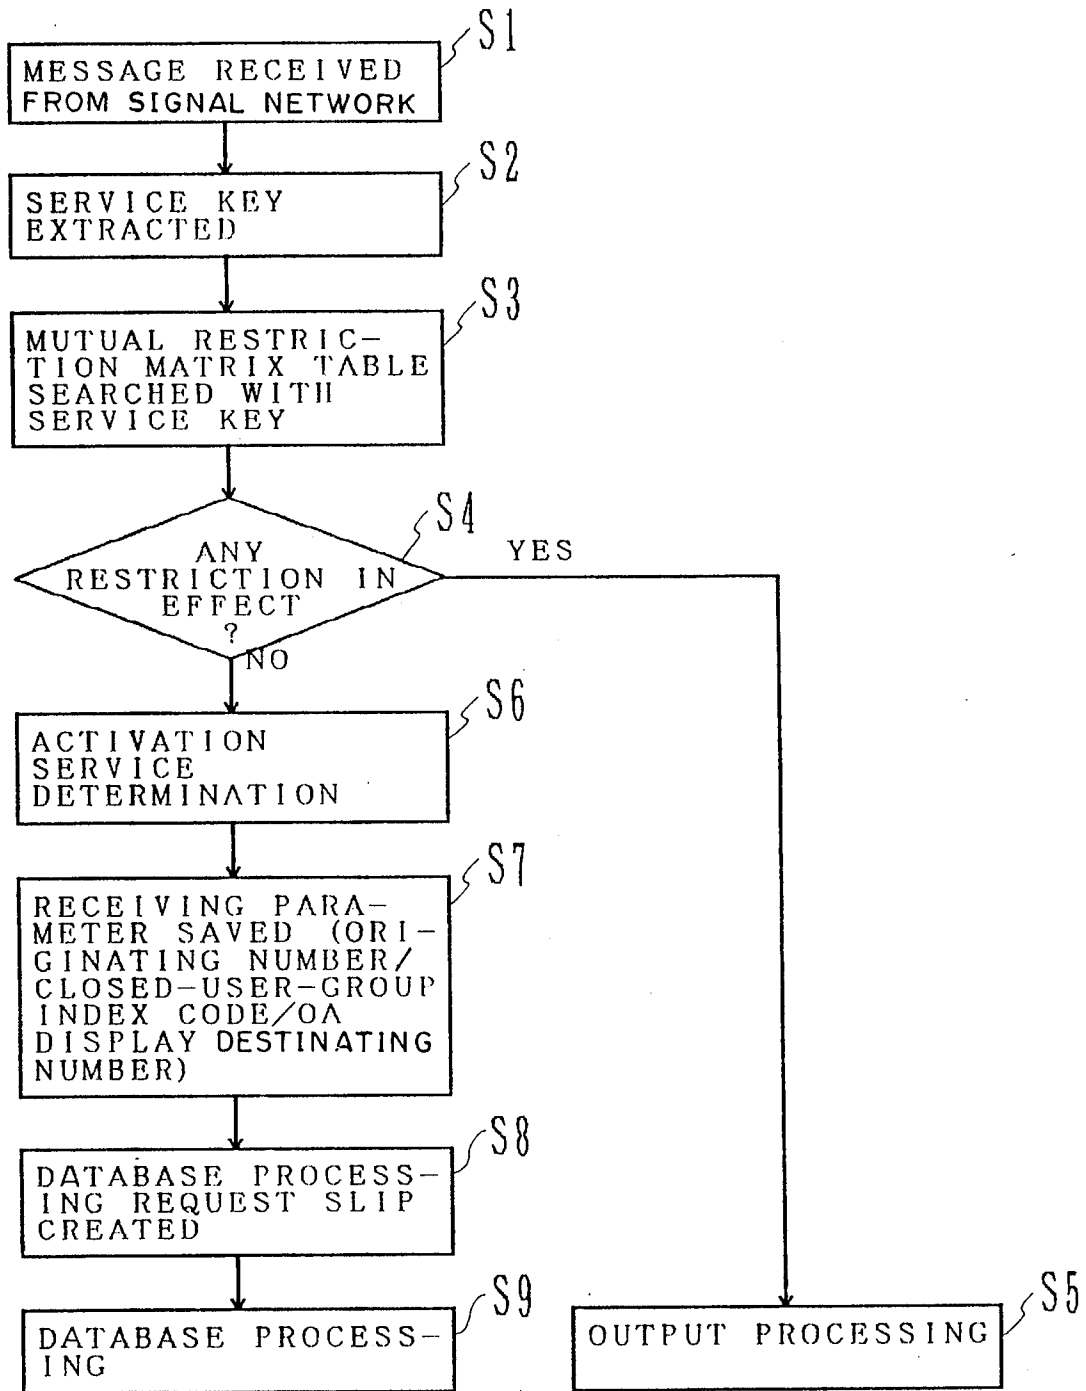 S1
MESSAGE RECEIVED
FROM SIGNAL NETWORK
S2
SERVICE KEY
EXTRACTED
S3
MUTUAL RESTRIC-
TION MATRIX TABLE
SEARCHED WITH
SERVICE KEY
S4
ANY
RESTRICTION IN
EFFECT
?
YES
NO
S6
ACTIVATION
SERVICE
DETERMINATION
S7
RECEIVING PARA-
METER SAVED (ORI-
GINATING NUMBER/
CLOSED-USER-GROUP
INDEX CODE/OA
DISPLAY DESTINATING
NUMBER)
S8
DATABASE PROCESS-
ING REQUEST SLIP
CREATED
S9
DATABASE PROCESS-
ING
S5
OUTPUT PROCESSING